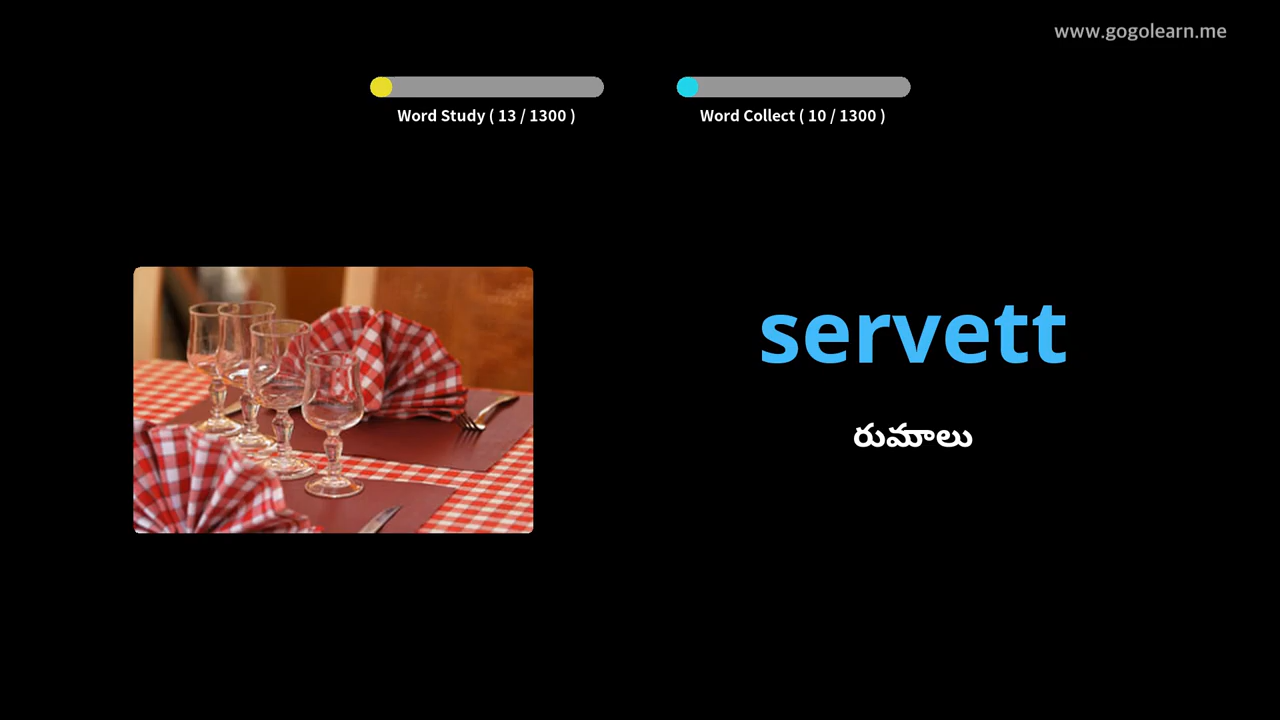 www.gogolearn.me
Word Study ( 13 / 1300 )
Word Collect ( 10 / 1300 )
servett
రుమాలు